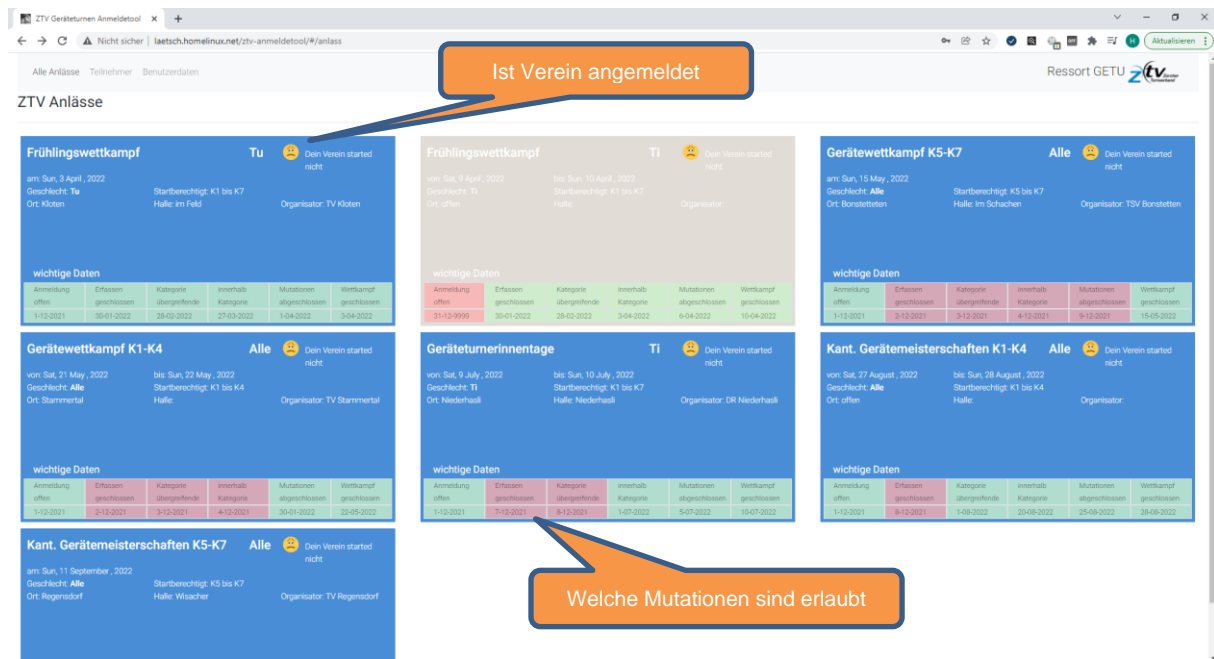 ZTV Geräteturnen Anmeldetool
Nicht sicher | laetsch.homelinux.net/ztv-anmeldetool/#/anlass
Aktualisieren
Alle Anlässe Teilnehmer Benutzerdaten
Ressort GETU ztv
ZTV Anlässe
Ist Verein angemeldet
Frühlingswettkampf Tu Dein Verein started
nicht
am: Sun, 3 April , 2022
Geschlecht: Tu Startberechtigt: K1 bis K7
Ort: Kloten Halle: Im Feld Organisator: TV Kloten
wichtige Daten
Anmeldung Erfassen Kategorie innerhalb Mutationen Wettkampf
offen geschlossen übergreifende Kategorie abgeschlossen geschlossen
1-12-2021 30-01-2022 28-02-2022 27-03-2022 1-04-2022 3-04-2022
Frühlingswettkampf Ti Dein Verein started
nicht
von: Sat, 9 April , 2022 bis: Sun, 10 April , 2022
Geschlecht: Ti Startberechtigt: K1 bis K7
Ort: offen Halle: Organisator:
wichtige Daten
Anmeldung Erfassen Kategorie innerhalb Mutationen Wettkampf
offen geschlossen übergreifende Kategorie abgeschlossen geschlossen
31-12-9999 30-01-2022 28-02-2022 3-04-2022 6-04-2022 10-04-2022
Gerätewettkampf K5-K7 Alle Dein Verein started
nicht
am: Sun, 15 May , 2022
Geschlecht: Alle Startberechtigt: K5 bis K7
Ort: Bonstetteten Halle: Im Schachen Organisator: TSV Bonstetten
wichtige Daten
Anmeldung Erfassen Kategorie innerhalb Mutationen Wettkampf
offen geschlossen übergreifende Kategorie abgeschlossen geschlossen
1-12-2021 2-12-2021 3-12-2021 4-12-2021 9-12-2021 15-05-2022
Gerätewettkampf K1-K4 Alle Dein Verein started
nicht
von: Sat, 21 May , 2022 bis: Sun, 22 May , 2022
Geschlecht: Alle Startberechtigt: K1 bis K4
Ort: Stammertal Halle: Organisator: TV Stammertal
wichtige Daten
Anmeldung Erfassen Kategorie innerhalb Mutationen Wettkampf
offen geschlossen übergreifende Kategorie abgeschlossen geschlossen
1-12-2021 2-12-2021 3-12-2021 4-12-2021 30-01-2022 22-05-2022
Geräteturnerinnentage Ti Dein Verein started
nicht
von: Sat, 9 July , 2022 bis: Sun, 10 July , 2022
Geschlecht: Ti Startberechtigt: K1 bis K7
Ort: Niederhasli Halle: Niederhasli Organisator: DR Niederhasli
wichtige Daten
Anmeldung Erfassen Kategorie innerhalb Mutationen Wettkampf
offen geschlossen übergreifende Kategorie abgeschlossen geschlossen
1-12-2021 7-12-2021 8-12-2021 1-07-2022 5-07-2022 10-07-2022
Kant. Gerätemeisterschaften K1-K4 Alle Dein Verein started
nicht
von: Sat, 27 August , 2022 bis: Sun, 28 August , 2022
Geschlecht: Alle Startberechtigt: K1 bis K4
Ort: offen Halle: Organisator:
wichtige Daten
Anmeldung Erfassen Kategorie innerhalb Mutationen Wettkampf
offen geschlossen übergreifende Kategorie abgeschlossen geschlossen
1-12-2021 8-12-2021 1-08-2022 20-08-2022 25-08-2022 28-08-2022
Kant. Gerätemeisterschaften K5-K7 Alle Dein Verein started
nicht
am: Sun, 11 September , 2022
Geschlecht: Alle Startberechtigt: K5 bis K7
Ort: Regensdorf Halle: Wisacher Organisator: TV Regensdorf
Welche Mutationen sind erlaubt